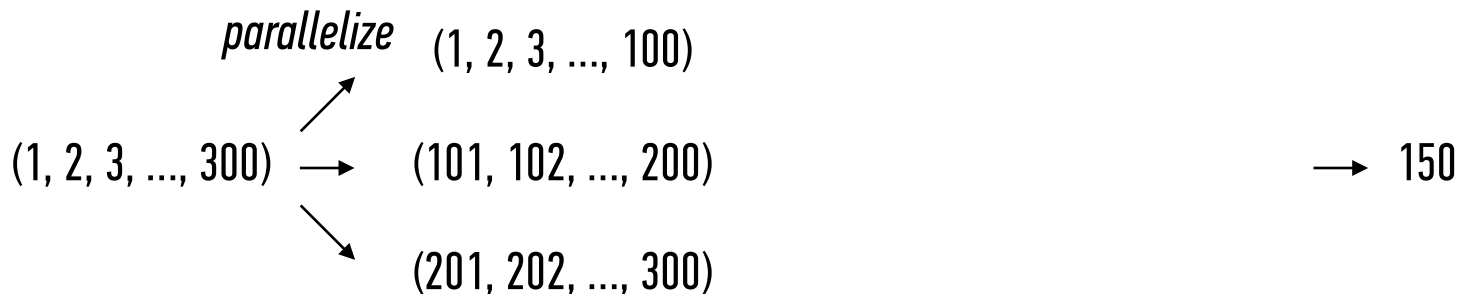 parallelize
(1, 2, 3, ..., 100)
(1, 2, 3, ..., 300)
(101, 102, ..., 200)
150
(201, 202, ..., 300)